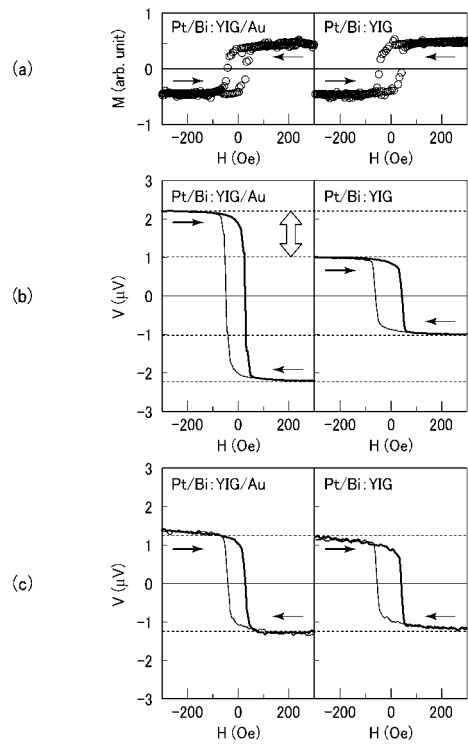 (a)
M (arb. unit)
1
0
-1
Pt/Bi:YIG/Au
Pt/Bi:YIG
-200 0 200 -200 0 200
H (Oe) H (Oe)
(b)
V (μV)
3
2
1
0
-1
-2
-3
Pt/Bi:YIG/Au
Pt/Bi:YIG
-200 0 200 -200 0 200
H (Oe) H (Oe)
(c)
V (μV)
3
2
1
0
-1
-2
-3
Pt/Bi:YIG/Au
Pt/Bi:YIG
-200 0 200 -200 0 200
H (Oe) H (Oe)